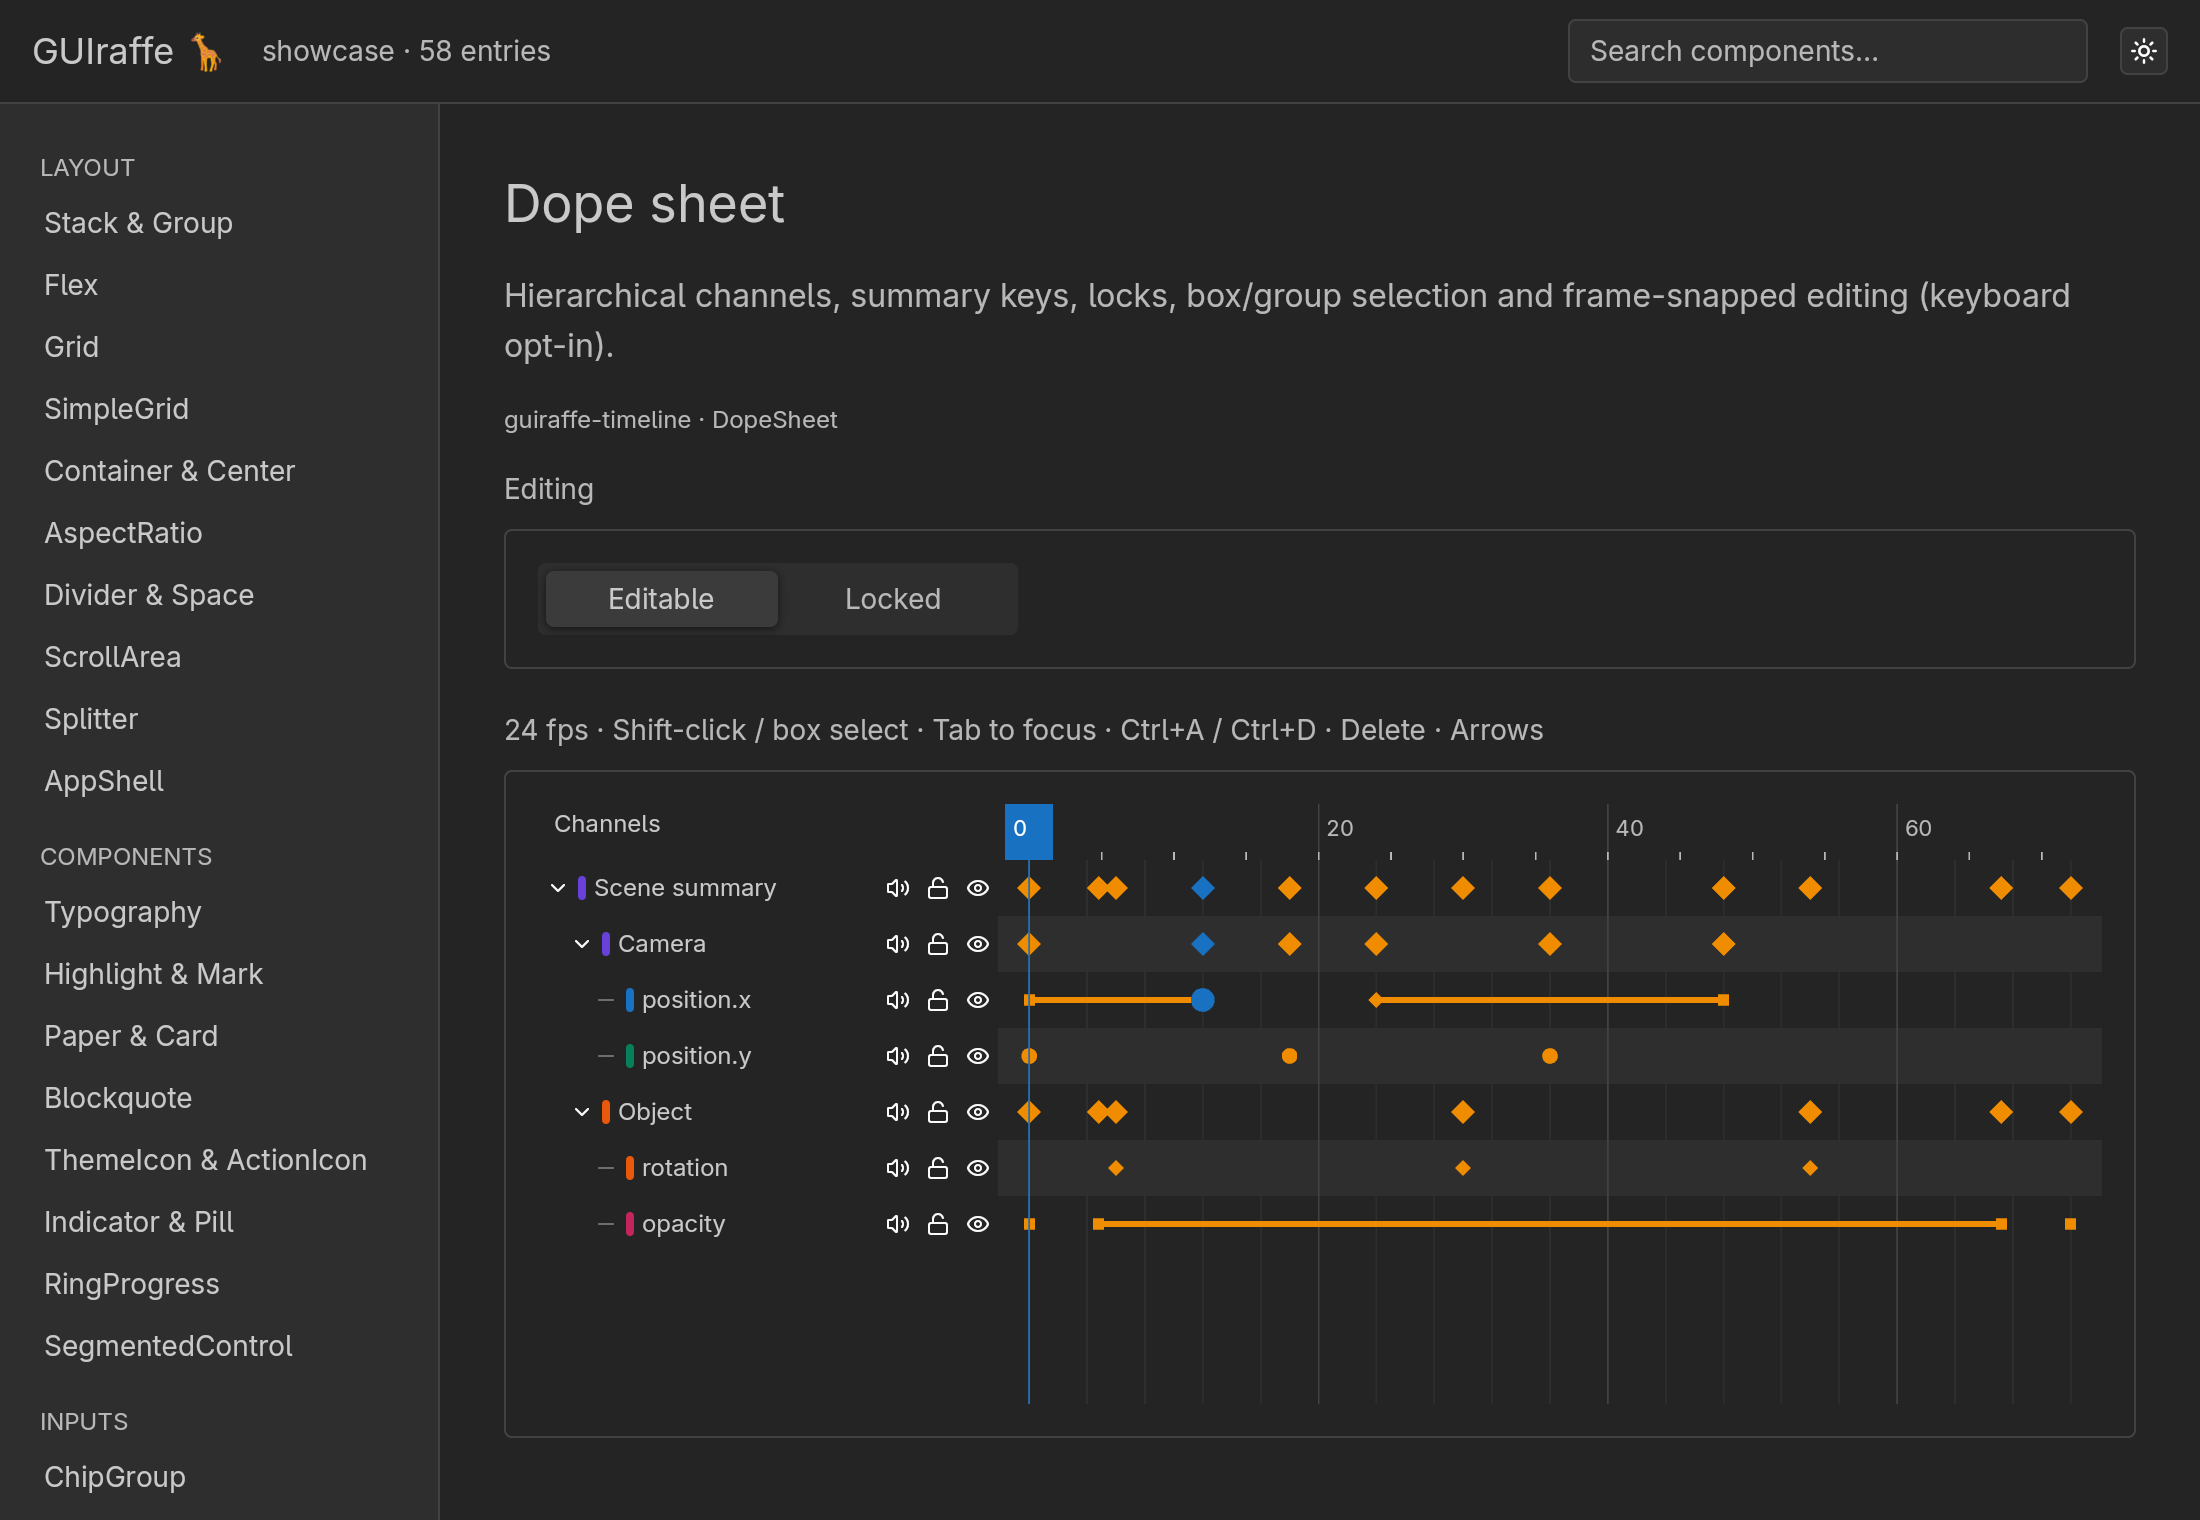 GUIraffe 🦒 showcase · 58 entries
Search components...
LAYOUT
Stack & Group
Flex
Grid
SimpleGrid
Container & Center
AspectRatio
Divider & Space
ScrollArea
Splitter
AppShell
COMPONENTS
Typography
Highlight & Mark
Paper & Card
Blockquote
ThemeIcon & ActionIcon
Indicator & Pill
RingProgress
SegmentedControl
INPUTS
ChipGroup
Dope sheet
Hierarchical channels, summary keys, locks, box/group selection and frame-snapped editing (keyboard
opt-in).
guiraffe-timeline · DopeSheet
Editing
Editable Locked
24 fps · Shift-click / box select · Tab to focus · Ctrl+A / Ctrl+D · Delete · Arrows
Channels 0 20 40 60
Scene summary
Camera
position.x
position.y
Object
rotation
opacity